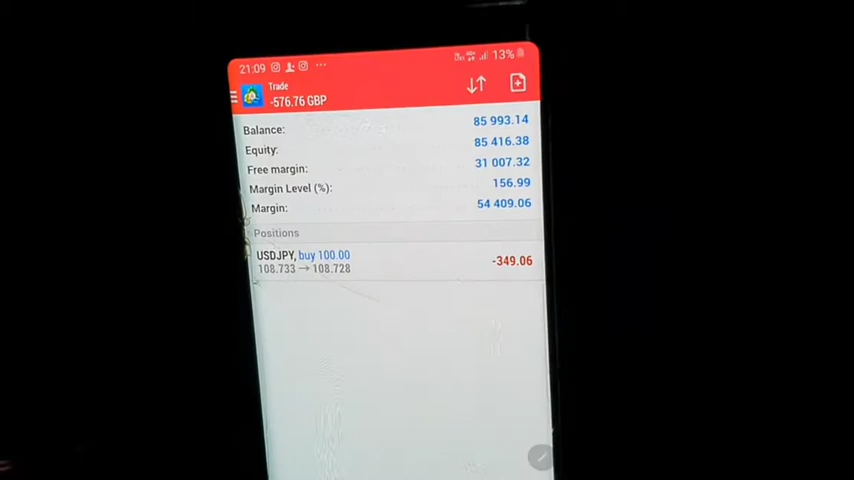 21:09 ... 13%
Trade
-576.76 GBP
Balance: 85 993.14
Equity: 85 416.38
Free margin: 31 007.32
Margin Level (%): 156.99
Margin: 54 409.06
Positions
USDJPY, buy 100.00 -349.06
108.733 → 108.728